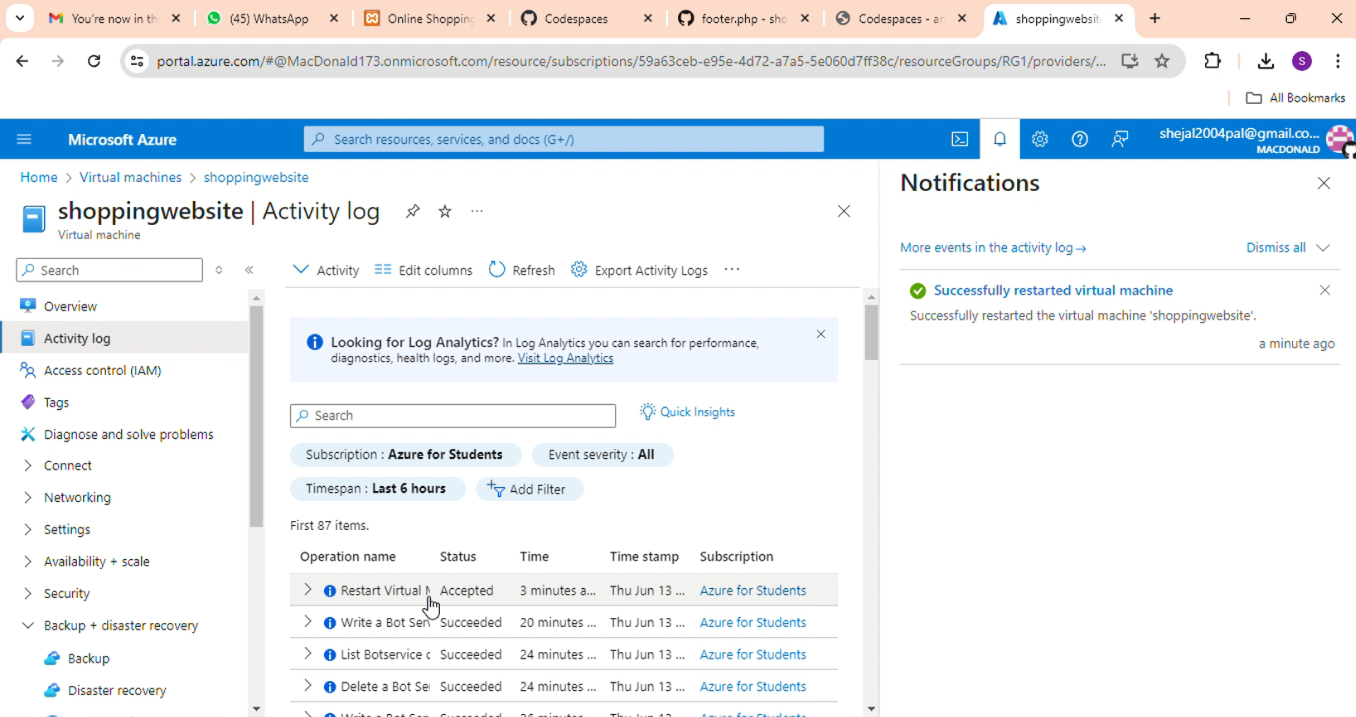 You're now in th
(45) WhatsApp
Online Shopping
Codespaces
footer.php - sho
Codespaces - a
shoppingwebsit
portal.azure.com/#@MacDonald173.onmicrosoft.com/resource/subscriptions/59a63ceb-e95e-4d72-a7a5-5e060d7ff38c/resourceGroups/RG1/providers/...
S
All Bookmarks
Microsoft Azure
Search resources, services, and docs (G+/)
shejal2004pal@gmail.co...
MACDONALD
Home > Virtual machines > shoppingwebsite
shoppingwebsite | Activity log
...
Virtual machine
Search
Overview
Activity log
Access control (IAM)
Tags
Diagnose and solve problems
Connect
Networking
Settings
Availability + scale
Security
Backup + disaster recovery
Backup
Disaster recovery
Activity
Edit columns
Refresh
Export Activity Logs
...
Looking for Log Analytics? In Log Analytics you can search for performance,
diagnostics, health logs, and more. Visit Log Analytics
Search
Quick Insights
Subscription : Azure for Students
Event severity : All
Timespan : Last 6 hours
Add Filter
First 87 items.
Operation name Status Time Time stamp Subscription
Restart Virtual M Accepted 3 minutes a... Thu Jun 13 ... Azure for Students
Write a Bot Ser Succeeded 20 minutes ... Thu Jun 13 ... Azure for Students
List Botservice Succeeded 24 minutes ... Thu Jun 13 ... Azure for Students
Delete a Bot Se Succeeded 24 minutes ... Thu Jun 13 ... Azure for Students
Notifications
More events in the activity log→
Dismiss all
Successfully restarted virtual machine
Successfully restarted the virtual machine 'shoppingwebsite'.
a minute ago